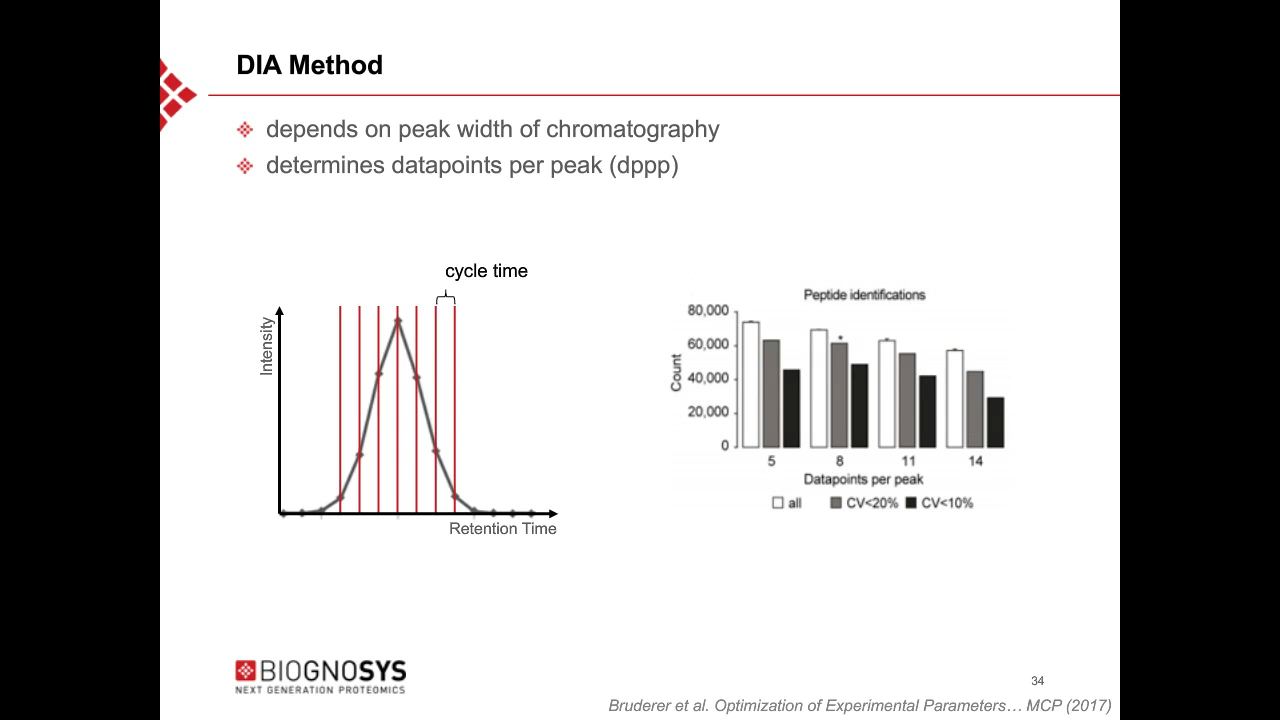 DIA Method
depends on peak width of chromatography
determines datapoints per peak (dppp)
cycle time
Intensity
Retention Time
Peptide identifications
80,000
60,000
40,000
20,000
0
Count
*
5 8 11 14
Datapoints per peak
all CV<20% CV<10%
BIOGNOSYS
NEXT GENERATION PROTEOMICS
34
Bruderer et al. Optimization of Experimental Parameters… MCP (2017)